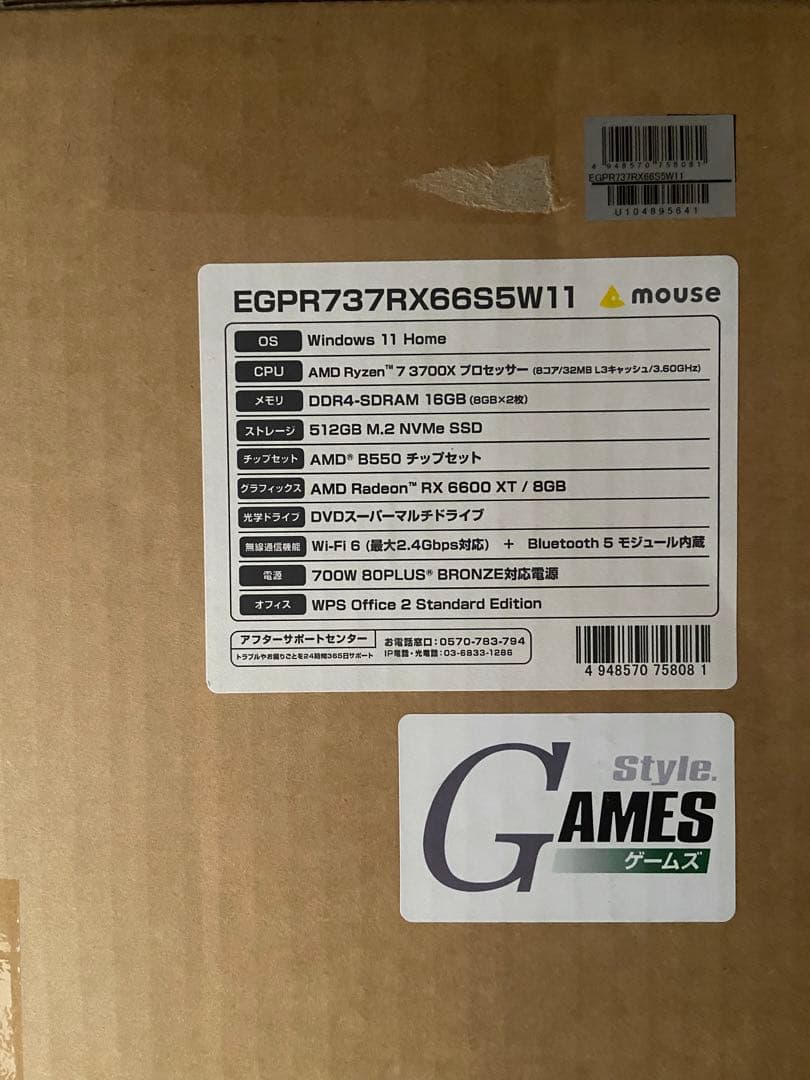 4 948570 758081
EGPR737RX66S5W11
U104895641
EGPR737RX66S5W11 mouse
OS Windows 11 Home
CPU AMD Ryzen™ 7 3700X プロセッサー (8コア/32MB L3キャッシュ/3.60GHz)
メモリ DDR4-SDRAM 16GB (8GB×2枚)
ストレージ 512GB M.2 NVMe SSD
チップセット AMD® B550 チップセット
グラフィックス AMD Radeon™ RX 6600 XT / 8GB
光学ドライブ DVDスーパーマルチドライブ
無線通信機能 Wi-Fi 6 (最大2.4Gbps対応) + Bluetooth 5 モジュール内蔵
電源 700W 80PLUS® BRONZE対応電源
オフィス WPS Office 2 Standard Edition
アフターサポートセンター お電話窓口:0570-783-794
トラブルやお困りごとを24時間365日サポート IP電話・光電話:03-6833-1286
4 948570 758081
Style.
GAMES
ゲームズ